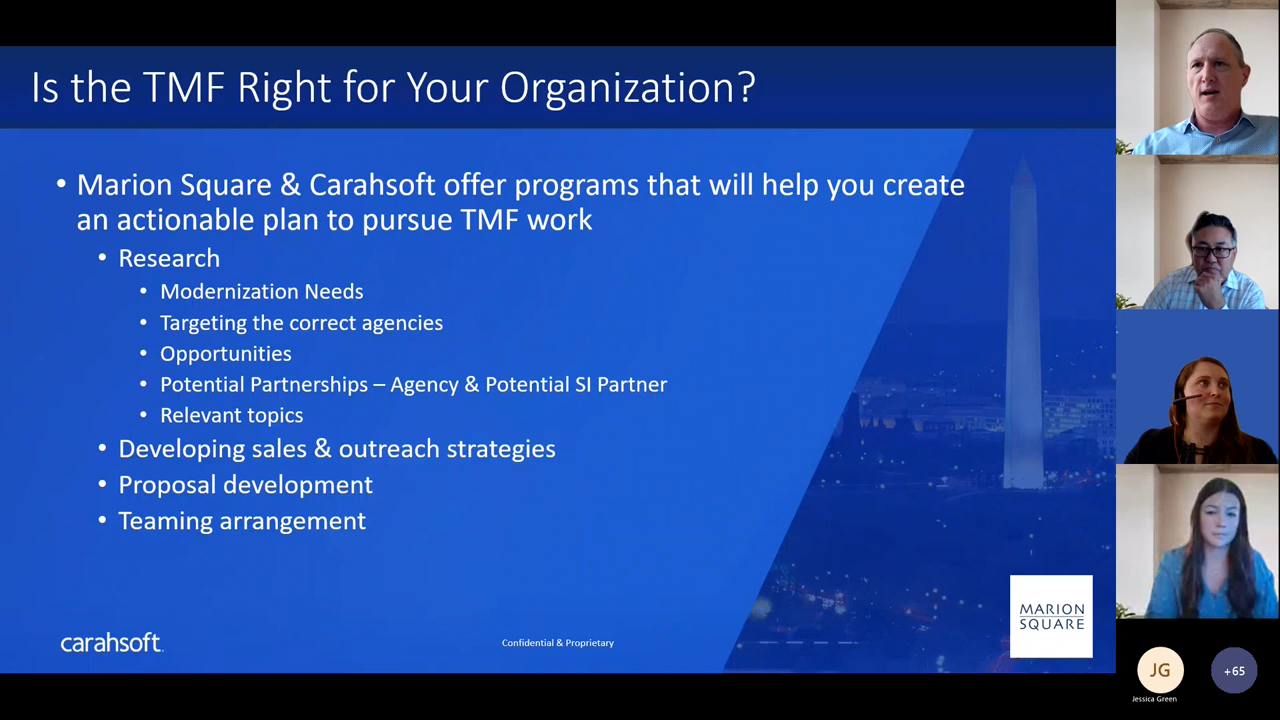 Is the TMF Right for Your Organization?
• Marion Square & Carahsoft offer programs that will help you create
an actionable plan to pursue TMF work
• Research
• Modernization Needs
• Targeting the correct agencies
• Opportunities
• Potential Partnerships – Agency & Potential SI Partner
• Relevant topics
• Developing sales & outreach strategies
• Proposal development
• Teaming arrangement
carahsoft.
Confidential & Proprietary
MARION
SQUARE
JG
Jessica Green
+65